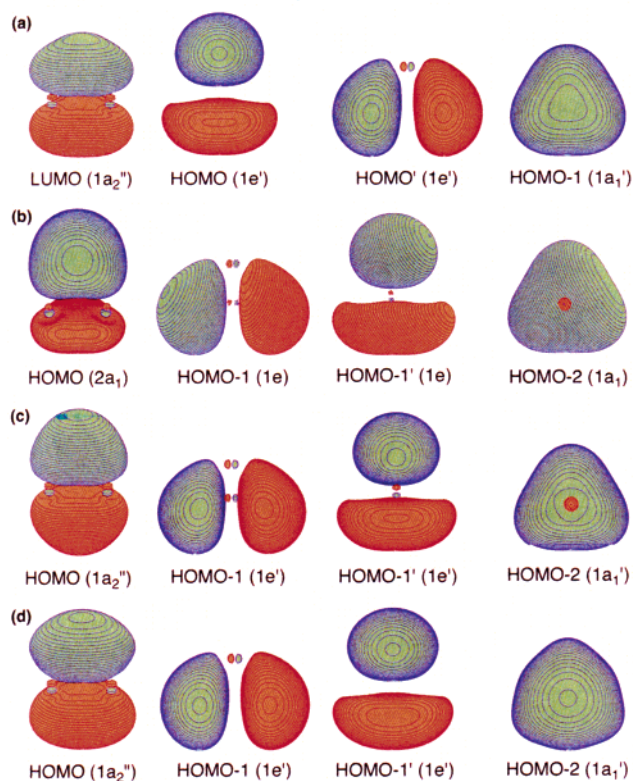 (a)
LUMO (1a₂") HOMO (1e') HOMO' (1e') HOMO-1 (1a₁')
(b)
HOMO (2a₁) HOMO-1 (1e) HOMO-1' (1e) HOMO-2 (1a₁)
(c)
HOMO (1a₂") HOMO-1 (1e') HOMO-1' (1e') HOMO-2 (1a₁')
(d)
HOMO (1a₂") HOMO-1 (1e') HOMO-1' (1e') HOMO-2 (1a₁')